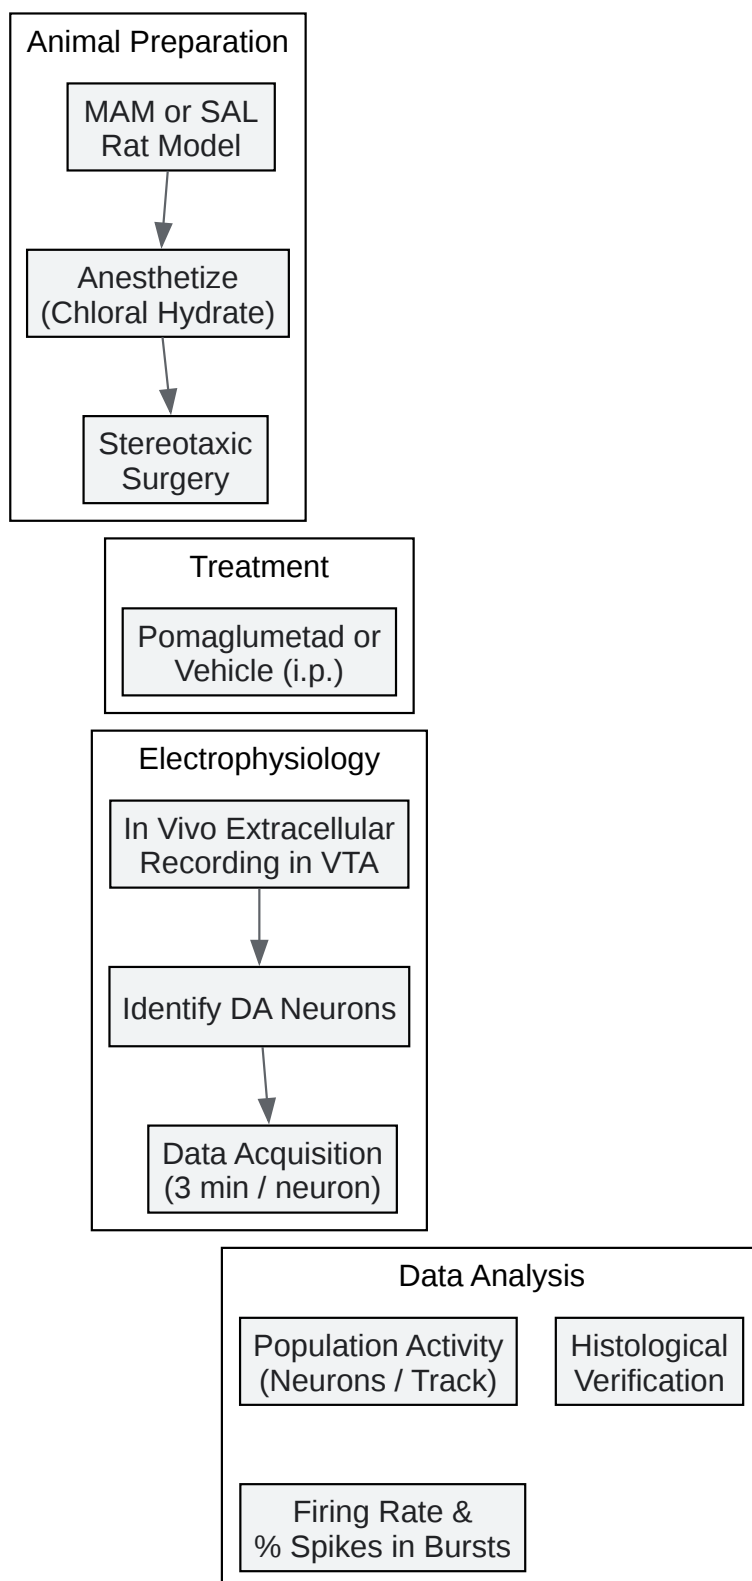 Animal Preparation
MAM or SAL
Rat Model
Anesthetize
(Chloral Hydrate)
Stereotaxic
Surgery
Treatment
Pomaglumetad or
Vehicle (i.p.)
Electrophysiology
In Vivo Extracellular
Recording in VTA
Identify DA Neurons
Data Acquisition
(3 min / neuron)
Data Analysis
Population Activity
(Neurons / Track)
Histological
Verification
Firing Rate &
% Spikes in Bursts